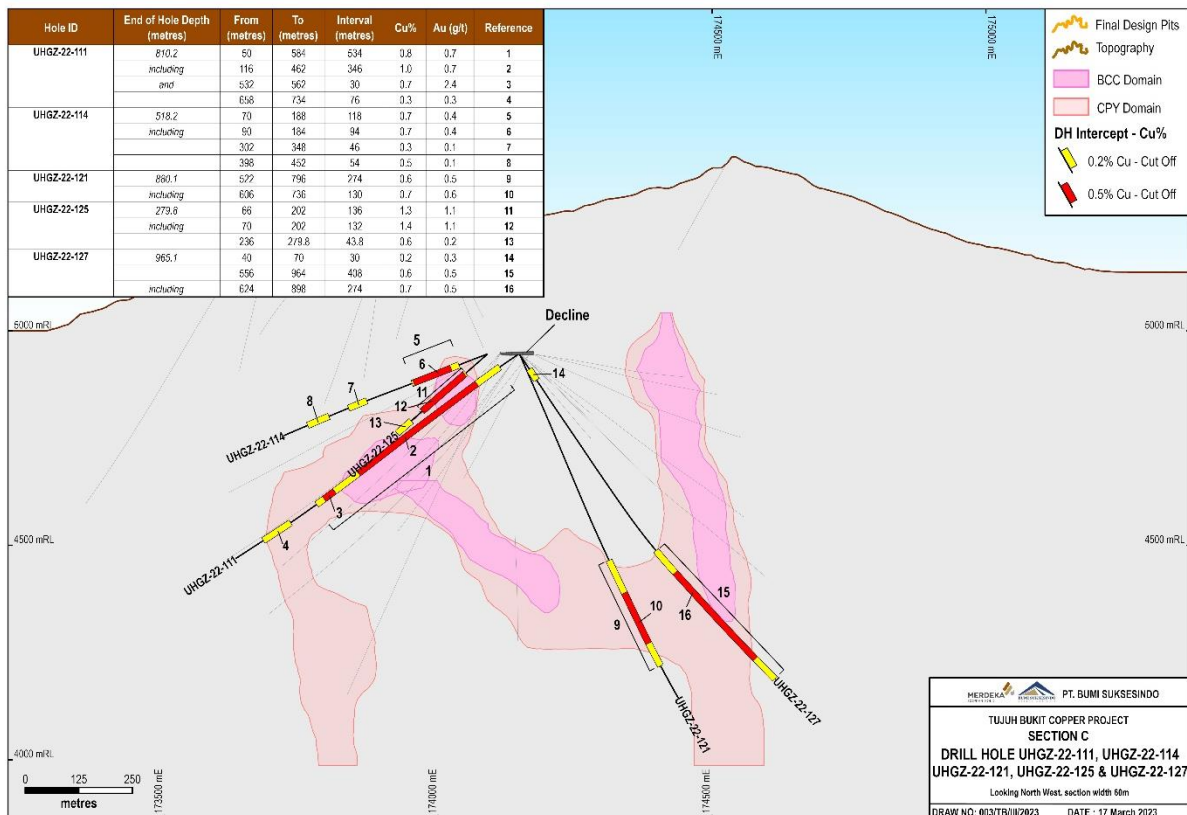 Hole ID End of Hole Depth (metres) From (metres) To (metres) Interval (metres) Cu% Au (g/t) Reference
UHGZ-22-111 810.2 50 584 534 0.8 0.7 1
including 116 462 346 1.0 0.7 2
and 532 562 30 0.7 2.4 3
658 734 76 0.3 0.3 4
UHGZ-22-114 518.2 70 188 118 0.7 0.4 5
including 90 184 94 0.7 0.4 6
302 348 46 0.3 0.1 7
398 452 54 0.5 0.1 8
UHGZ-22-121 880.1 522 796 274 0.6 0.5 9
including 606 736 130 0.7 0.6 10
UHGZ-22-125 279.8 66 202 136 1.3 1.1 11
including 70 202 132 1.4 1.1 12
236 279.8 43.8 0.6 0.2 13
UHGZ-22-127 965.1 40 70 30 0.2 0.3 14
556 964 408 0.6 0.5 15
including 624 898 274 0.7 0.5 16
174500 mE
175000 mE
Final Design Pits
Topography
BCC Domain
CPY Domain
DH Intercept - Cu%
0.2% Cu - Cut Off
0.5% Cu - Cut Off
5000 mRL
5000 mRL
Decline
5
6
14
7
11
8
12
13
UHGZ-22-114
UHGZ-22-125
2
1
3
4
4500 mRL
4500 mRL
UHGZ-22-111
15
10
16
9
UHGZ-22-127
UHGZ-22-121
4000 mRL
0 125 250
metres
173500 mE
174000 mE
174500 mE
MERDEKA
PT. BUMI SUKSESINDO
TUJUH BUKIT COPPER PROJECT
SECTION C
DRILL HOLE UHGZ-22-111, UHGZ-22-114
UHGZ-22-121, UHGZ-22-125 & UHGZ-22-127
Looking North West. section width 50m
DRAW NO: 003/TB/III/2023 DATE : 17 March 2023